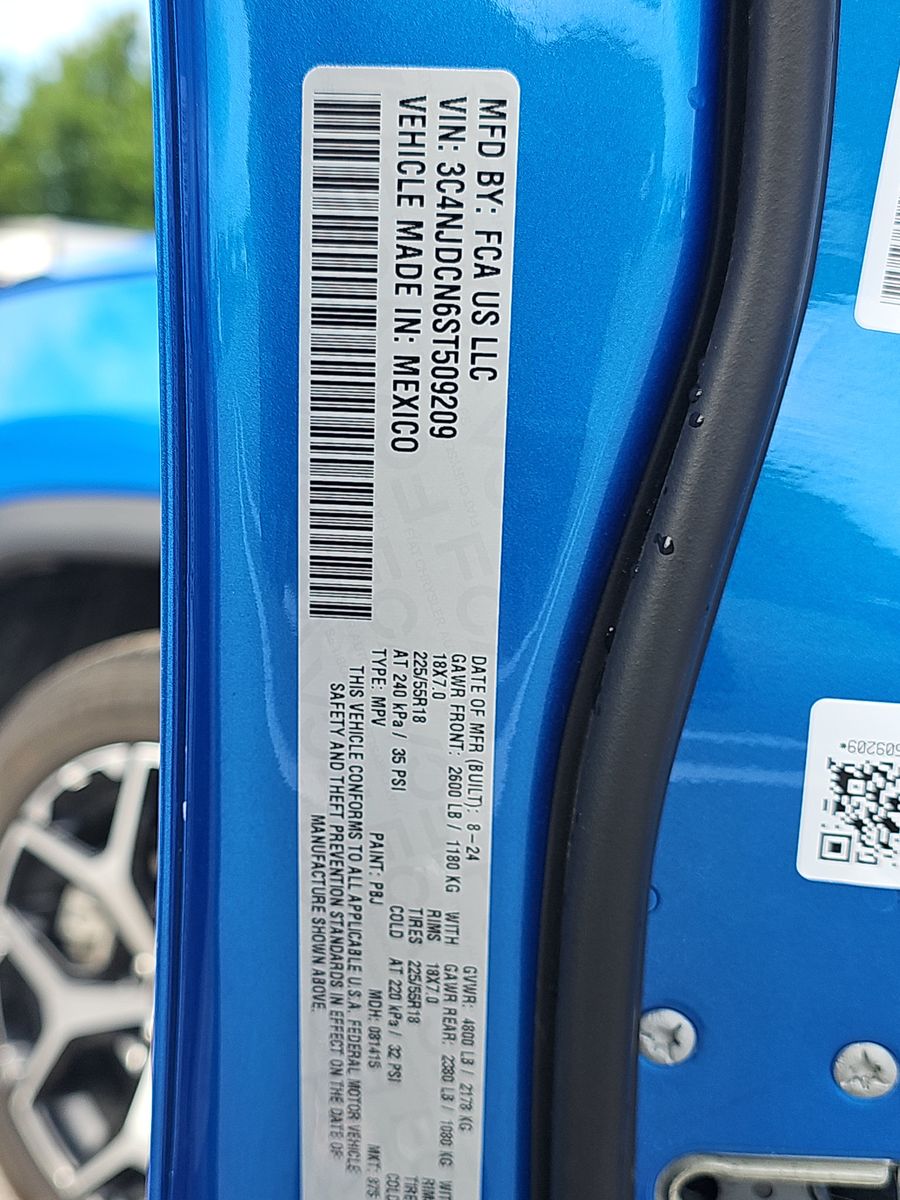 MFD BY: FCA US LLC
VIN: 3C4NJDCN6ST509209
VEHICLE MADE IN: MEXICO
DATE OF MFR (BUILT): 8-24 GVWR: 4800 LB / 2178 KG
GAWR FRONT: 2600 LB / 1180 KG WITH GAWR REAR: 2380 LB / 1080 KG
18X7.0 RIMS 18X7.0
225/55R18 TIRES 225/55R18
AT 240 kPa / 35 PSI COLD AT 220 kPa / 32 PSI
TYPE: MPV PAINT: PBJ MDH: 081415 MKT:
THIS VEHICLE CONFORMS TO ALL APPLICABLE U.S.A. FEDERAL MOTOR VEHICLE
SAFETY AND THEFT PREVENTION STANDARDS IN EFFECT ON THE DATE OF
MANUFACTURE SHOWN ABOVE.
509209*